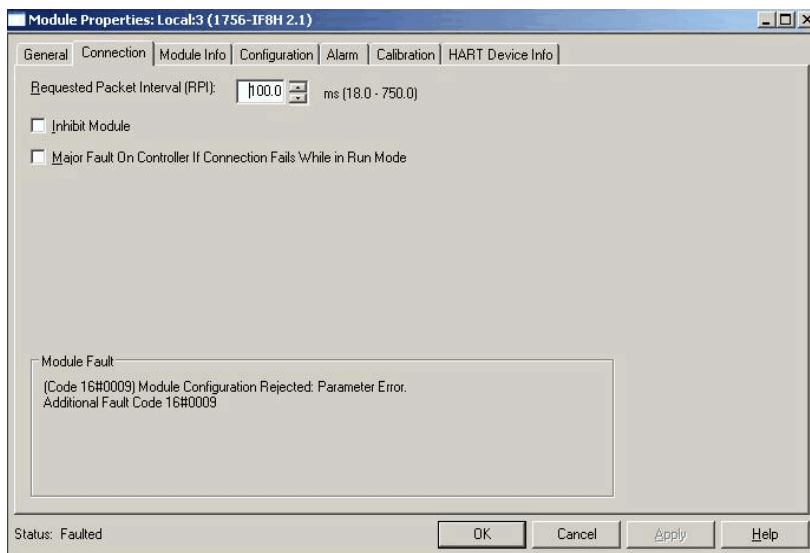 Module Properties: Local:3 (1756-IF8H 2.1)
General Connection Module Info Configuration Alarm Calibration HART Device Info
Requested Packet Interval (RPI): 100.0 ms (18.0 - 750.0)
Inhibit Module
Major Fault On Controller If Connection Fails While in Run Mode
Module Fault
(Code 16#0009) Module Configuration Rejected: Parameter Error.
Additional Fault Code 16#0009
Status: Faulted OK Cancel Apply Help